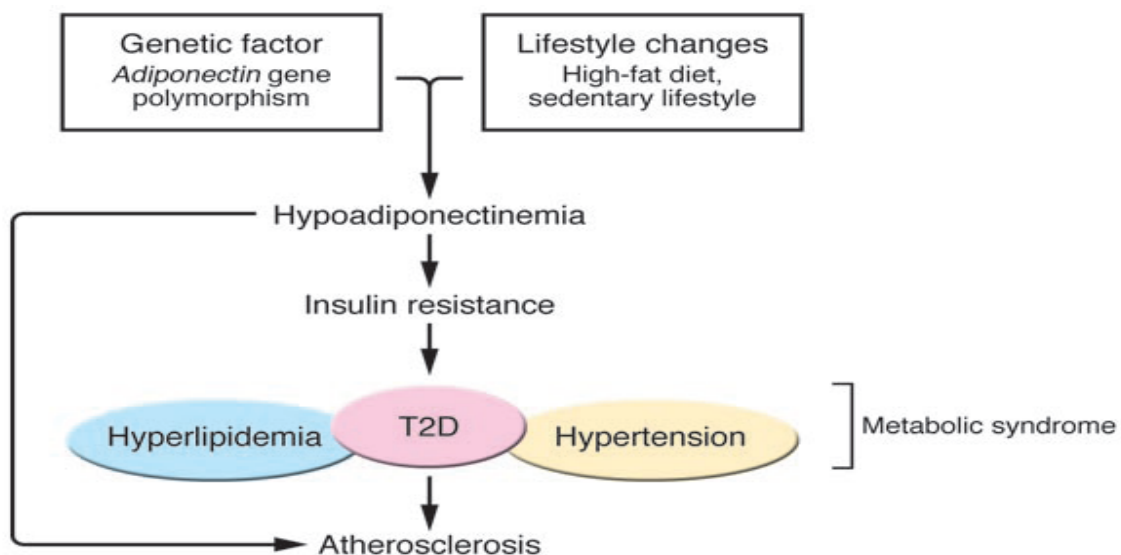 Genetic factor
Adiponectin gene
polymorphism
Lifestyle changes
High-fat diet,
sedentary lifestyle
Hypoadiponectinemia
Insulin resistance
Hyperlipidemia
T2D
Hypertension
Metabolic syndrome
Atherosclerosis